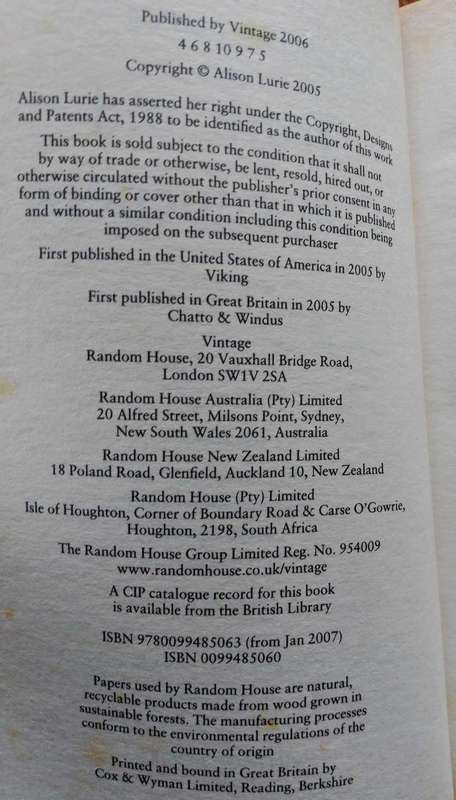 Published by Vintage 2006
4 6 8 10 9 7 5
Copyright © Alison Lurie 2005
Alison Lurie has asserted her right under the Copyright, Designs
and Patents Act, 1988 to be identified as the author of this work
This book is sold subject to the condition that it shall not
by way of trade or otherwise, be lent, resold, hired out, or
otherwise circulated without the publisher's prior consent in any
form of binding or cover other than that in which it is published
and without a similar condition including this condition being
imposed on the subsequent purchaser
First published in the United States of America in 2005 by
Viking
First published in Great Britain in 2005 by
Chatto & Windus
Vintage
Random House, 20 Vauxhall Bridge Road,
London SW1V 2SA
Random House Australia (Pty) Limited
20 Alfred Street, Milsons Point, Sydney,
New South Wales 2061, Australia
Random House New Zealand Limited
18 Poland Road, Glenfield, Auckland 10, New Zealand
Random House (Pty) Limited
Isle of Houghton, Corner of Boundary Road & Carse O'Gowrie,
Houghton, 2198, South Africa
The Random House Group Limited Reg. No. 954009
www.randomhouse.co.uk/vintage
A CIP catalogue record for this book
is available from the British Library
ISBN 9780099485063 (from Jan 2007)
ISBN 0099485060
Papers used by Random House are natural,
recyclable products made from wood grown in
sustainable forests. The manufacturing processes
conform to the environmental regulations of the
country of origin
Printed and bound in Great Britain by
Cox & Wyman Limited, Reading, Berkshire